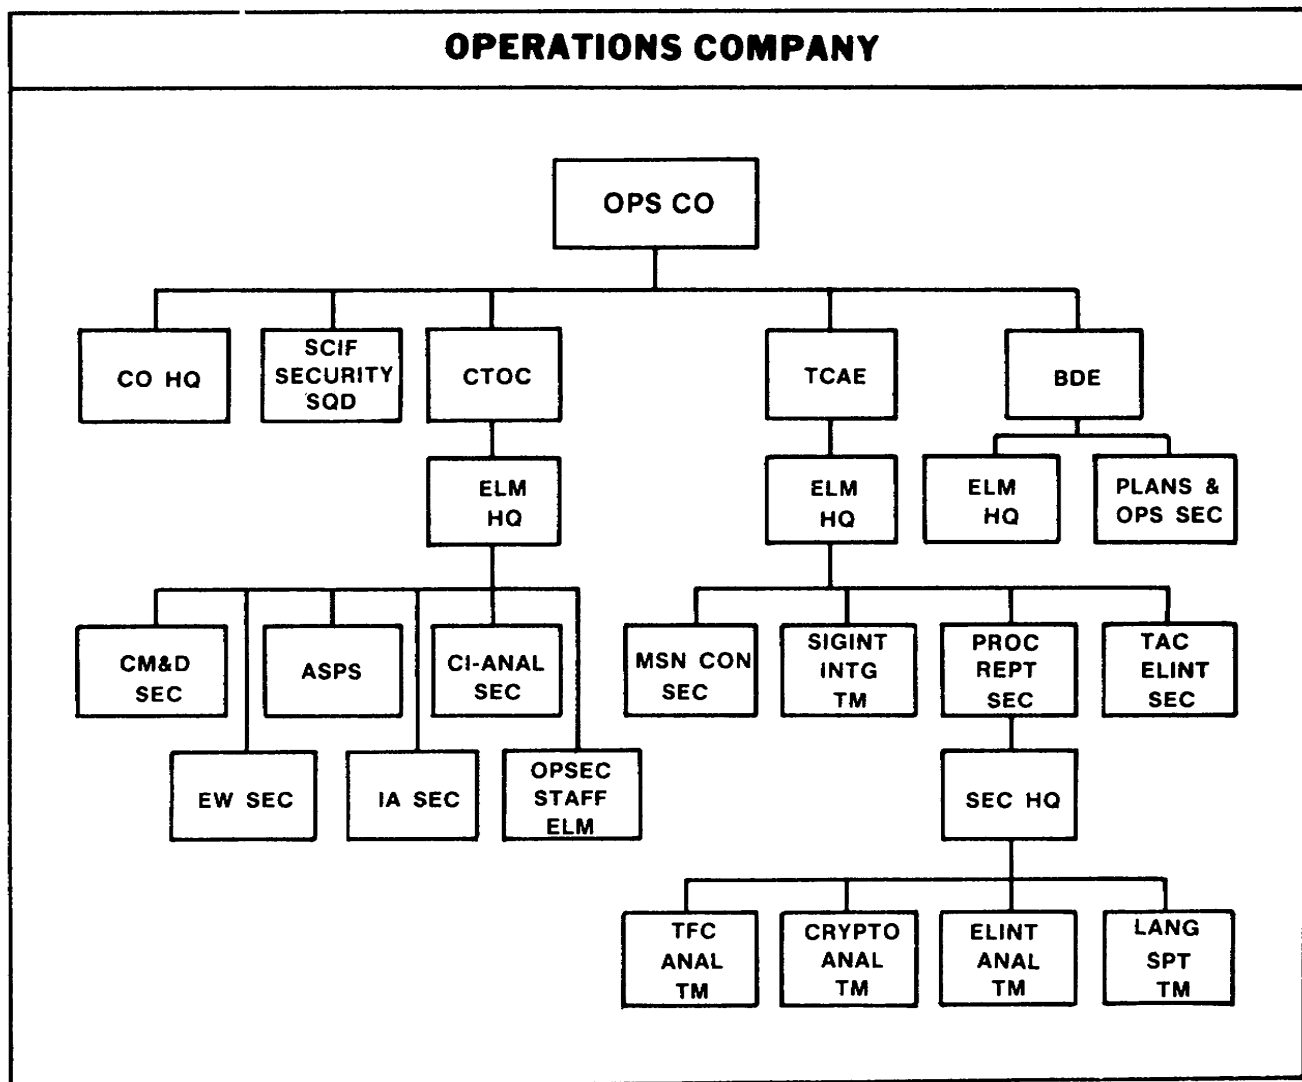 OPERATIONS COMPANY
OPS CO
CO HQ
SCIF
SECURITY
SQD
CTOC
TCAE
BDE
ELM
HQ
ELM
HQ
ELM
HQ
PLANS &
OPS SEC
CM&D
SEC
ASPS
CI-ANAL
SEC
MSN CON
SEC
SIGINT
INTG
TM
PROC
REPT
SEC
TAC
ELINT
SEC
EW SEC
IA SEC
OPSEC
STAFF
ELM
SEC HQ
TFC
ANAL
TM
CRYPTO
ANAL
TM
ELINT
ANAL
TM
LANG
SPT
TM